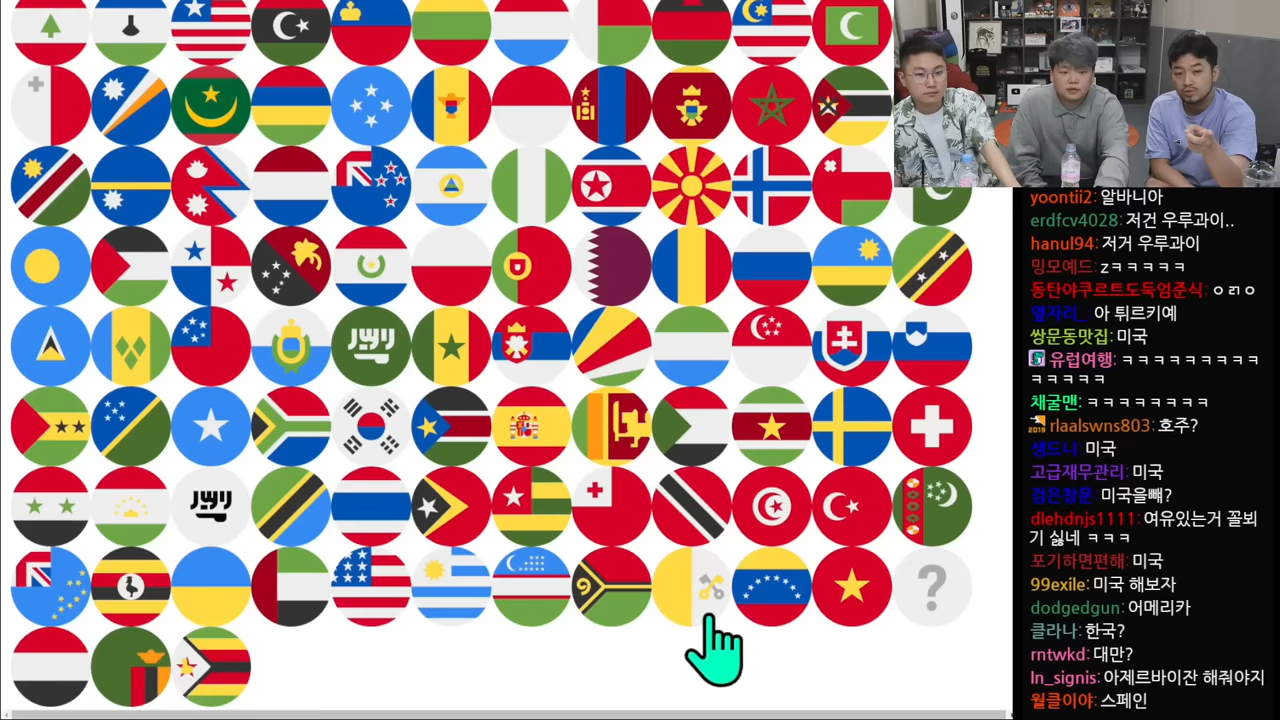 yoontii2: 알바니아
erdfcv4028: 저건 우루과이..
hanul94: 저거 우루과이
밍모예드: zㅋㅋㅋㅋㅋ
동탄야쿠르트도둑엄준식: ㅇㄹㅇ
옆자리_: 아 튀르키예
쌍문동맛집: 미국
유럽여행: ㅋㅋㅋㅋㅋㅋㅋㅋㅋ
ㅋㅋㅋㅋㅋ
채굴맨: ㅋㅋㅋㅋㅋㅋㅋㅋ
rlaalswns803: 호주?
생드니: 미국
고급재무관리: 미국
검은창문: 미국을빼?
dlehdnjs1111: 여유있는거 꼴뵈
기 싫네 ㅋㅋㅋ
포기하면편해: 미국
99exile: 미국 해보자
dodgedgun: 어메리카
클라나: 한국?
rntwkd: 대만?
ln_signis: 아제르바이잔 해줘야지
월클이야: 스페인
?